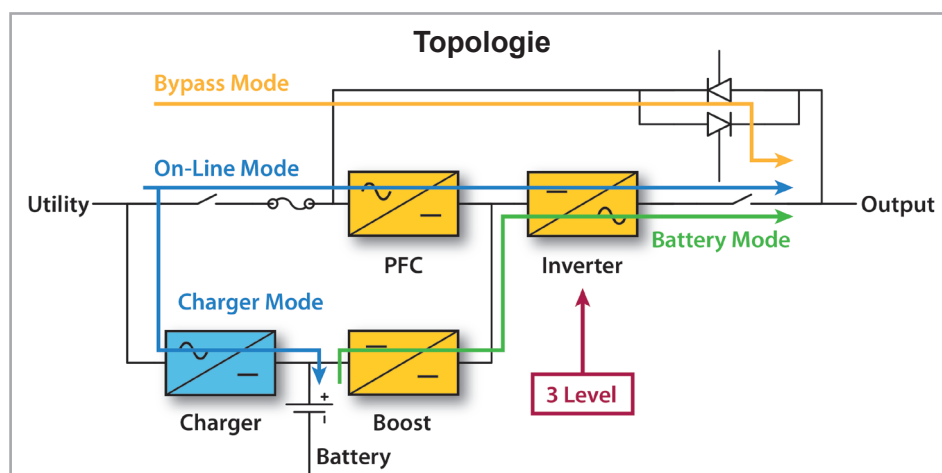 Topologie
Bypass Mode
On-Line Mode
Utility
Output
PFC
Inverter
Battery Mode
Charger Mode
3 Level
Charger
Boost
+
Battery